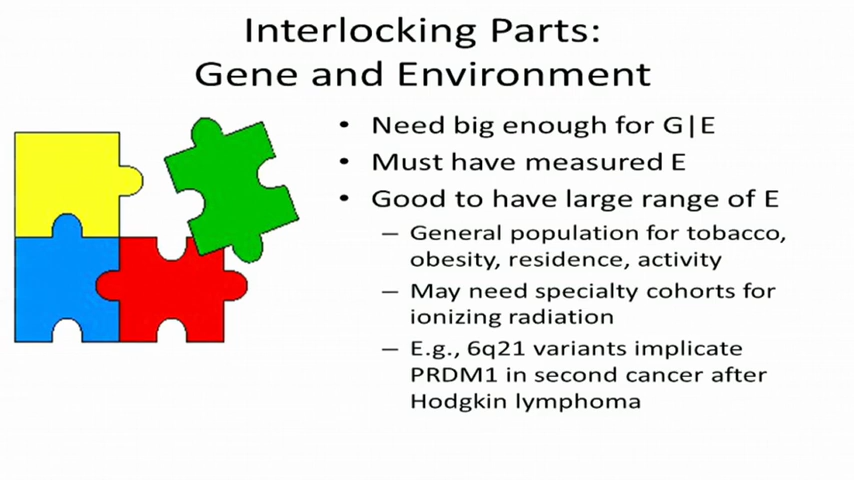 Interlocking Parts:
Gene and Environment
• Need big enough for G|E
• Must have measured E
• Good to have large range of E
– General population for tobacco,
obesity, residence, activity
– May need specialty cohorts for
ionizing radiation
– E.g., 6q21 variants implicate
PRDM1 in second cancer after
Hodgkin lymphoma